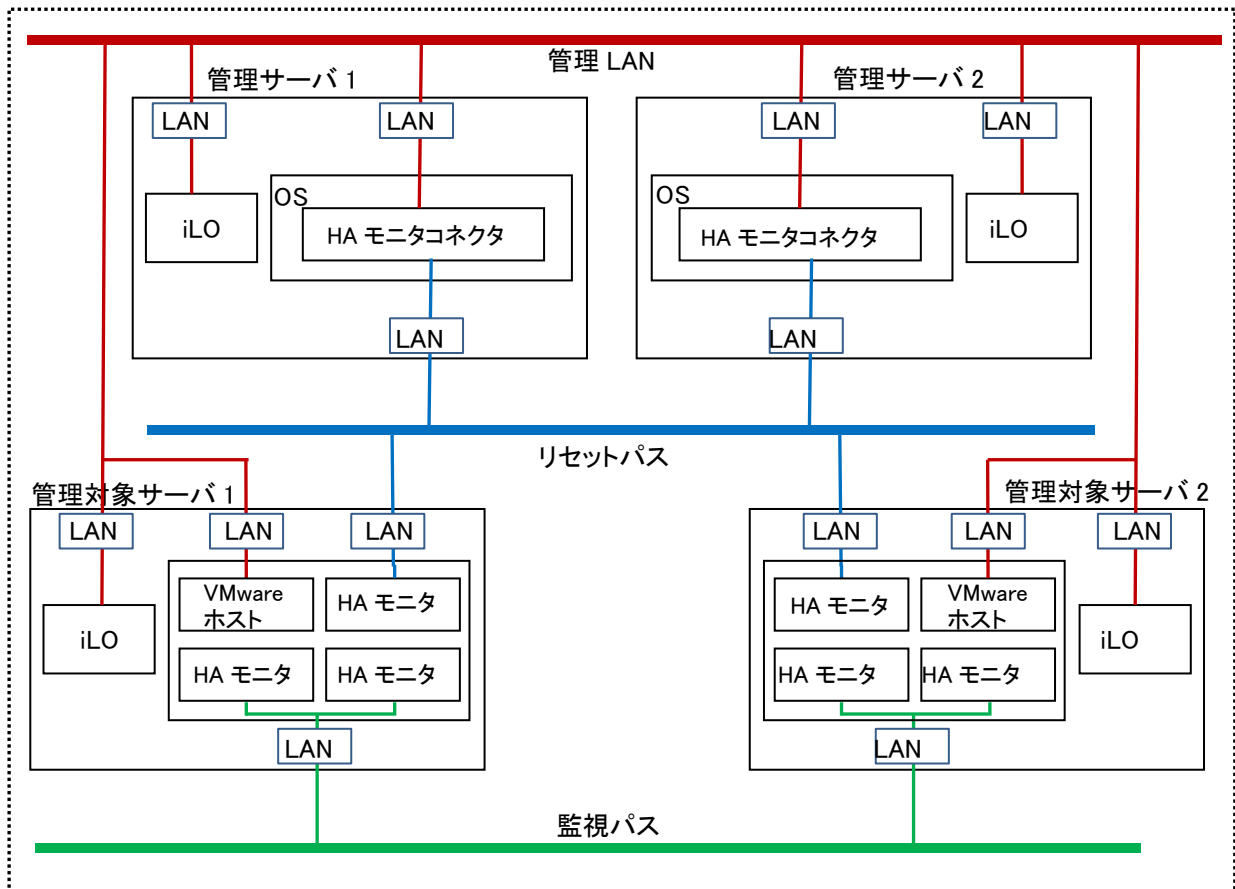 管理 LAN
管理サーバ 1
管理サーバ 2
LAN
LAN
LAN
LAN
OS
OS
iLO
HA モニタコネクタ
HA モニタコネクタ
iLO
LAN
LAN
リセットパス
管理対象サーバ 1
管理対象サーバ 2
LAN
LAN
LAN
LAN
LAN
LAN
VMware
ホスト
HA モニタ
HA モニタ
VMware
ホスト
iLO
iLO
HA モニタ
HA モニタ
HA モニタ
HA モニタ
LAN
LAN
監視パス